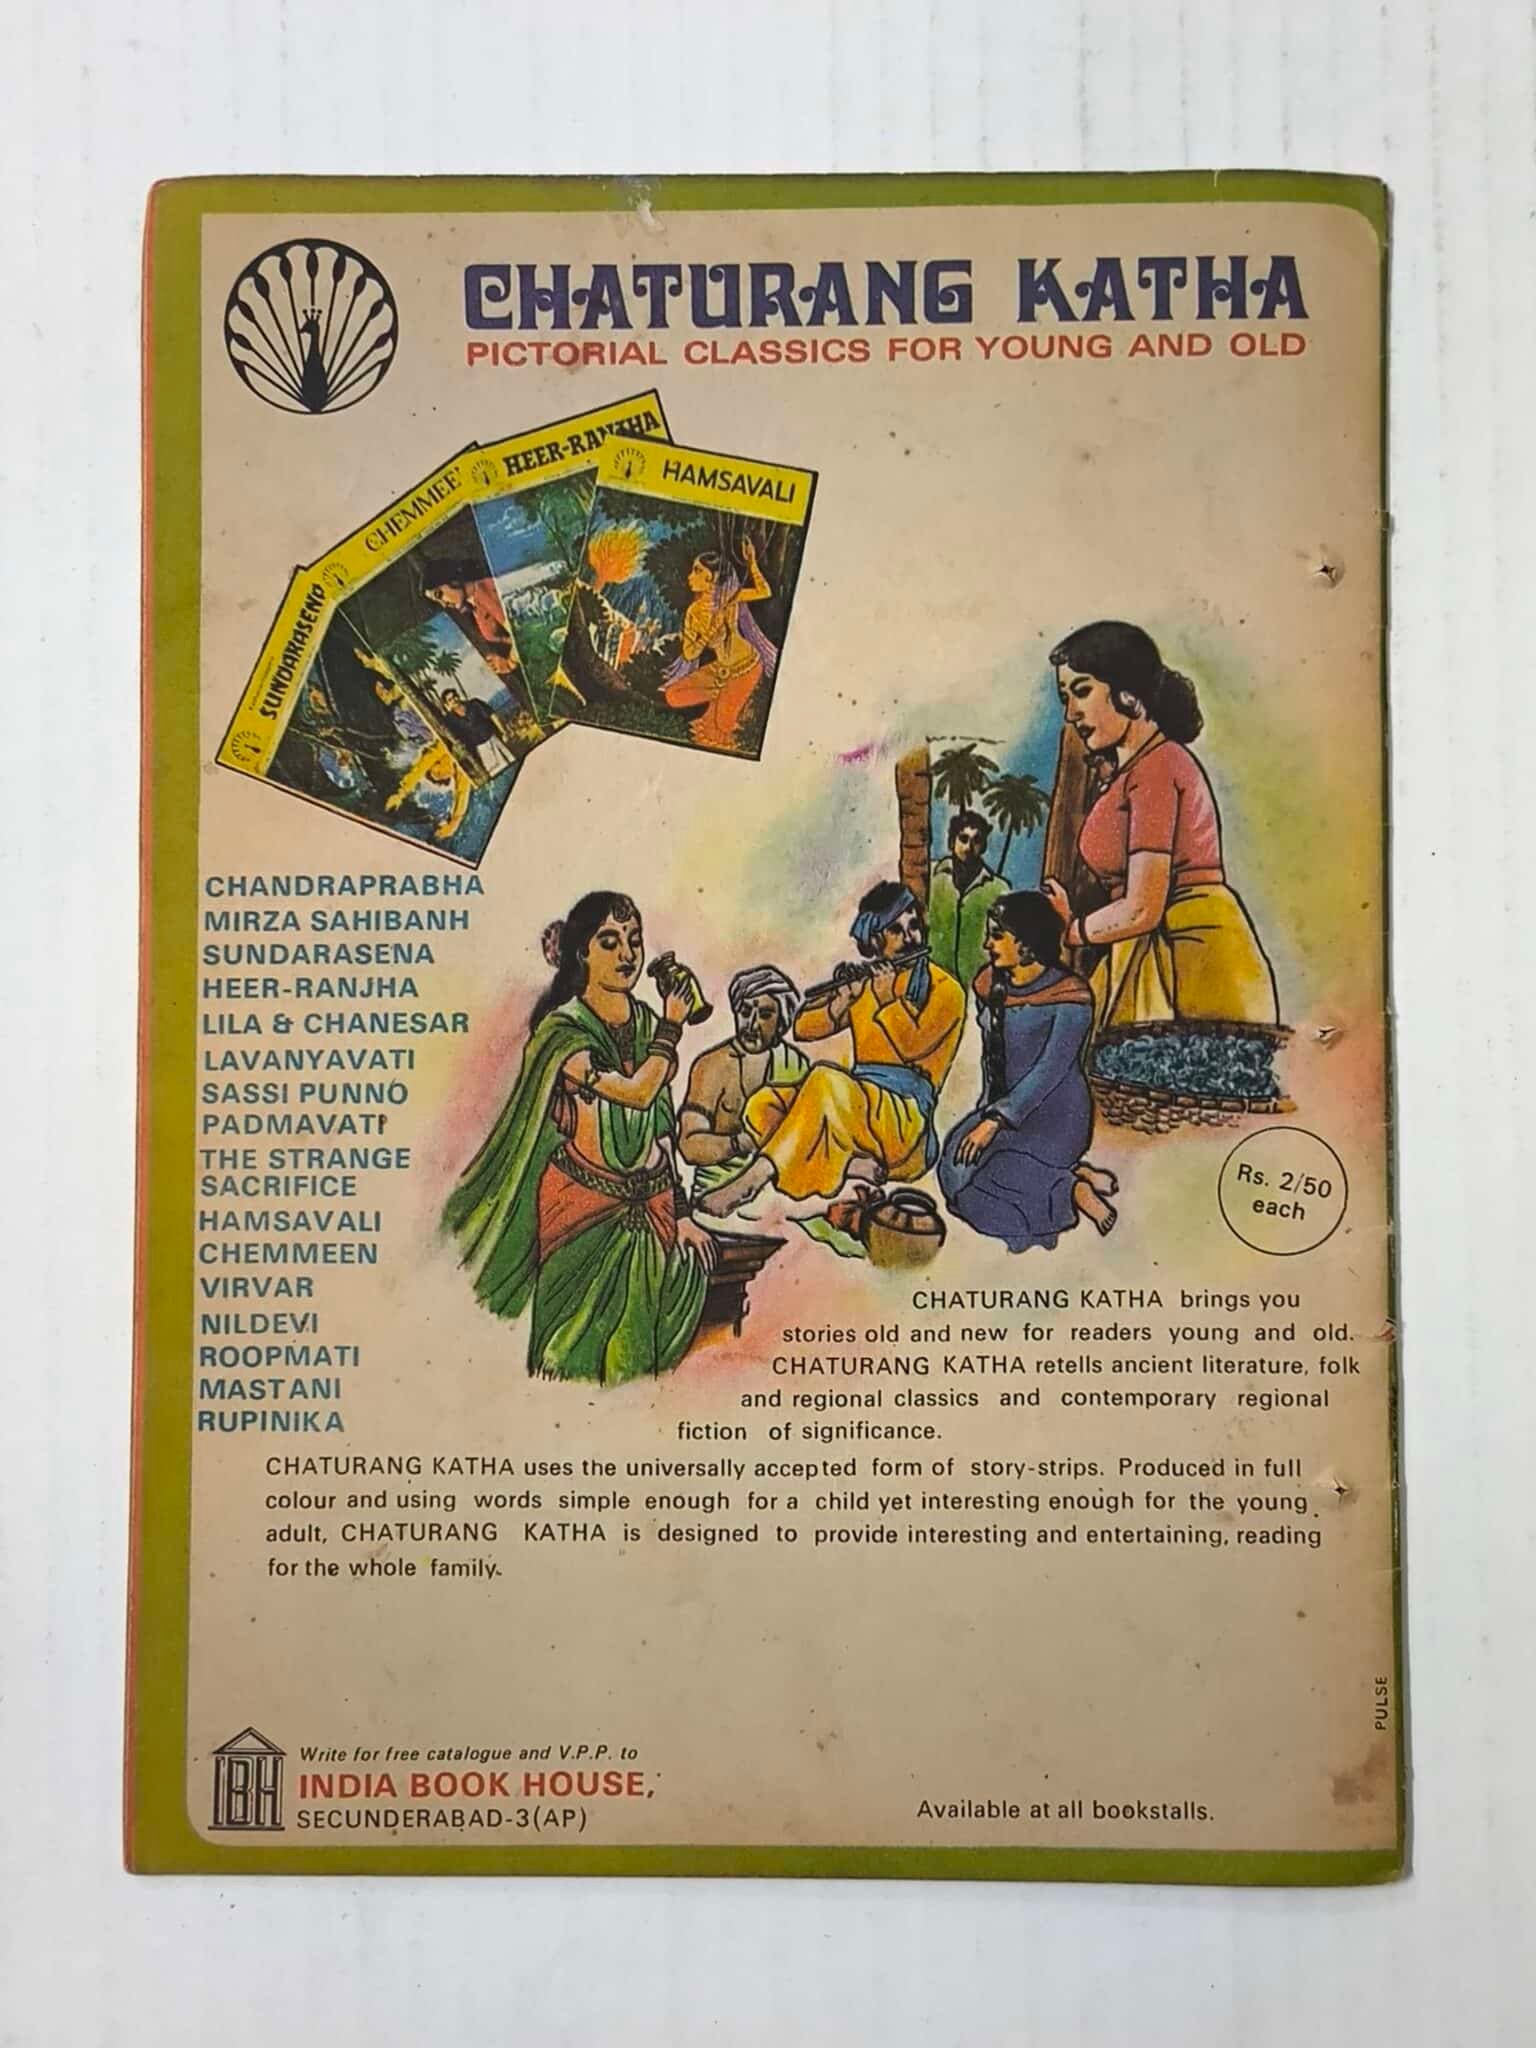 CHATURANG KATHA
PICTORIAL CLASSICS FOR YOUNG AND OLD
SUNDARASENA
CHEMMEE
HEER-RANJHA
HAMSAVALI
CHANDRAPRABHA
MIRZA SAHIBANH
SUNDARASENA
HEER-RANJHA
LILA & CHANESAR
LAVANYAVATI
SASSI PUNNO
PADMAVATI
THE STRANGE
SACRIFICE
HAMSAVALI
CHEMMEEN
VIRVAR
NILDEVI
ROOPMATI
MASTANI
RUPINIKA
Rs. 2/50
each
CHATURANG KATHA brings you
stories old and new for readers young and old.
CHATURANG KATHA retells ancient literature, folk
and regional classics and contemporary regional
fiction of significance.
CHATURANG KATHA uses the universally accepted form of story-strips. Produced in full
colour and using words simple enough for a child yet interesting enough for the young
adult, CHATURANG KATHA is designed to provide interesting and entertaining, reading
for the whole family.
PULSE
IBH
Write for free catalogue and V.P.P. to
INDIA BOOK HOUSE,
SECUNDERABAD-3(AP)
Available at all bookstalls.